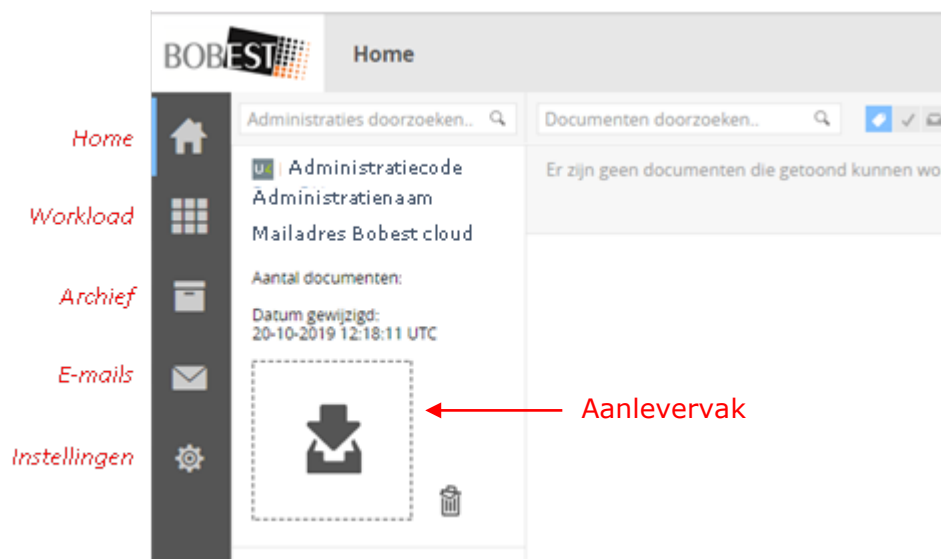 BOBEST
Home
Home
Administraties doorzoeken..
Documenten doorzoeken..
Administratiecode
Er zijn geen documenten die getoond kunnen wo
Administratienaam
Workload
Mailadres Bobest cloud
Aantal documenten:
Archief
Datum gewijzigd:
20-10-2019 12:18:11 UTC
E-mails
Aanlevervak
Instellingen